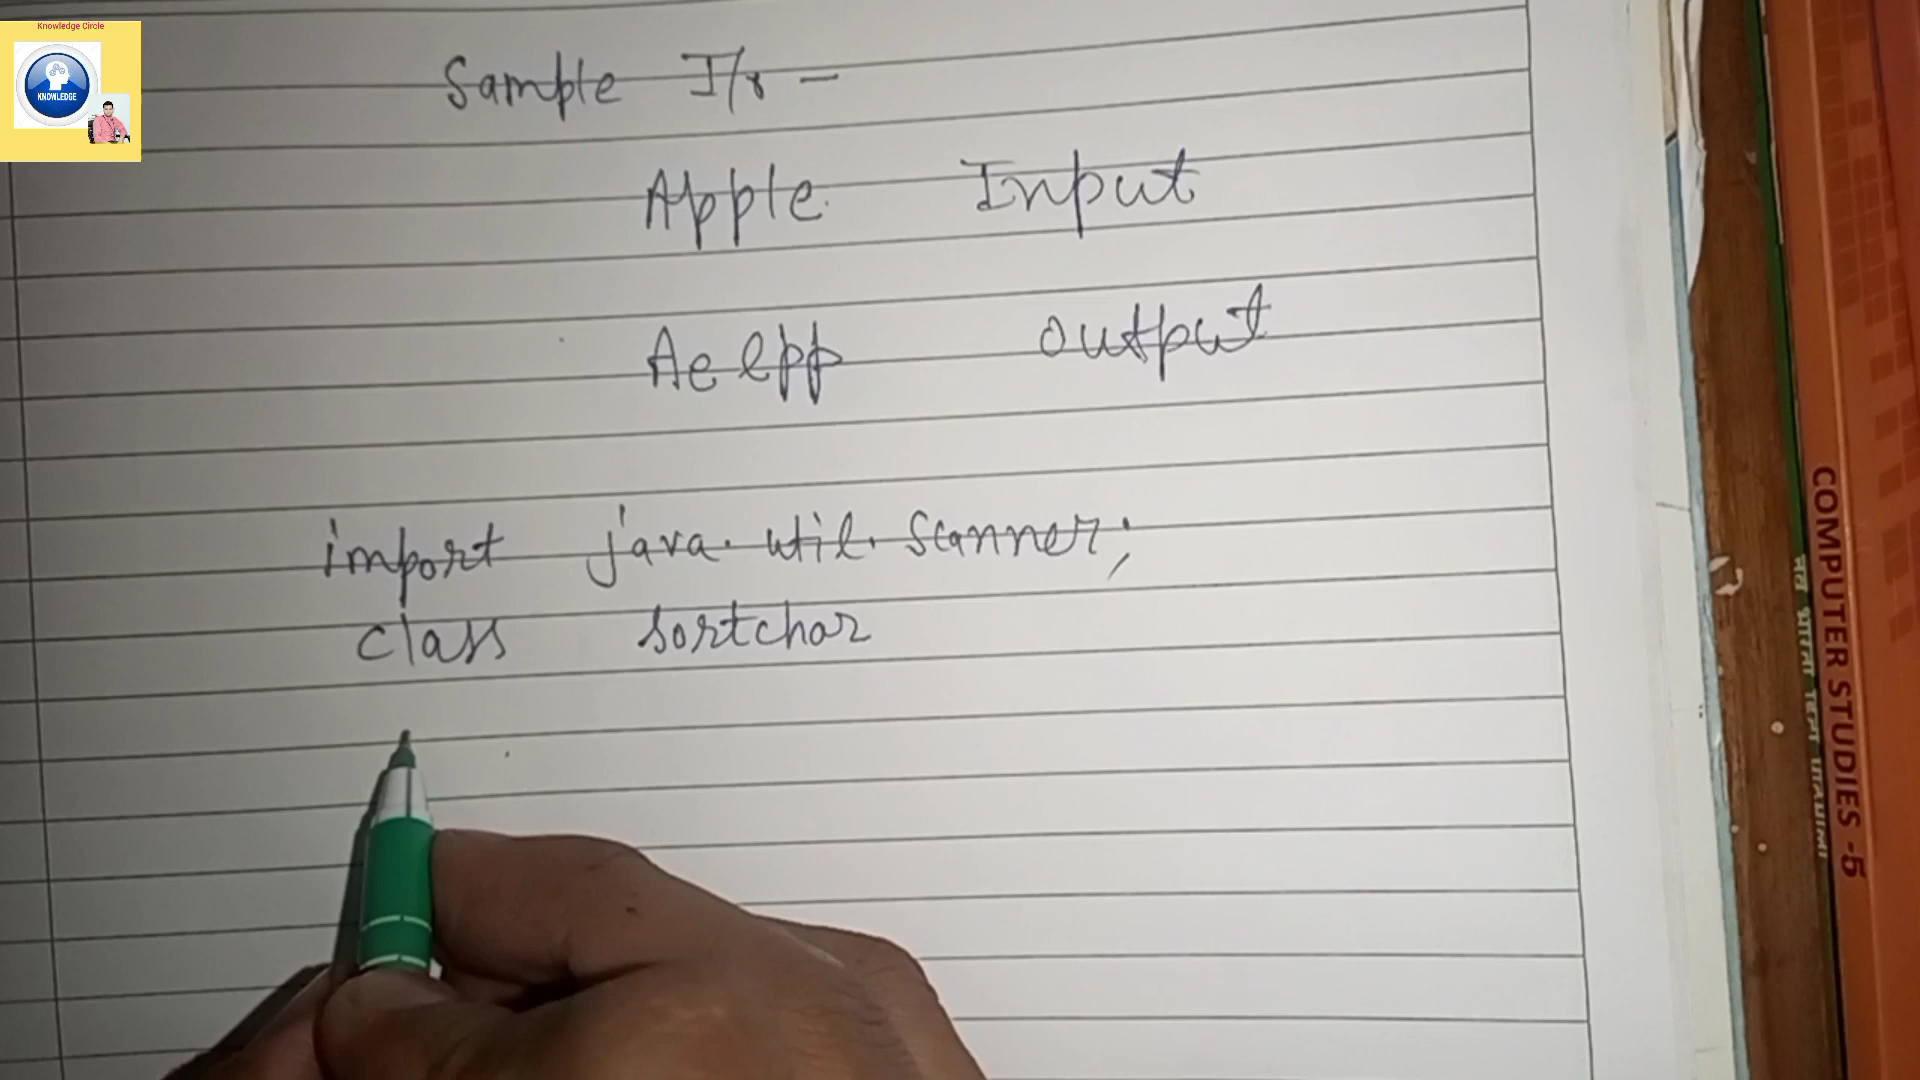 Knowledge Circle
KNOWLEDGE
Sample I/
Apple Input
Aelpp output
import java.util.Scanner;
class sortchar
COMPUTER STUDIES -5